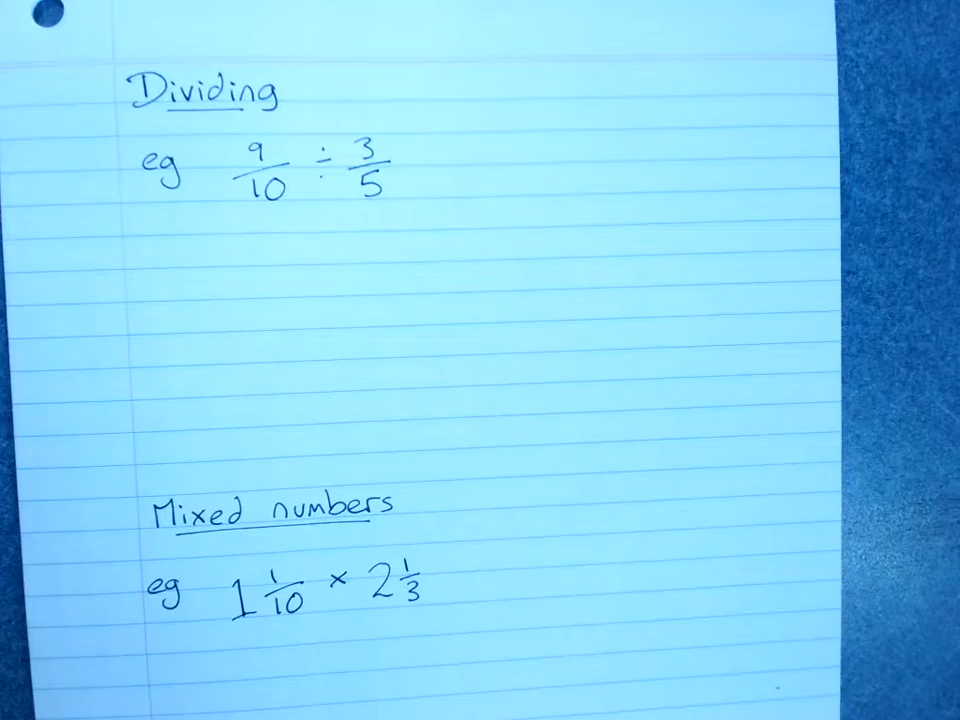 Dividing
eg 9/10 ÷ 3/5
Mixed numbers
eg 1 1/10 × 2 1/3